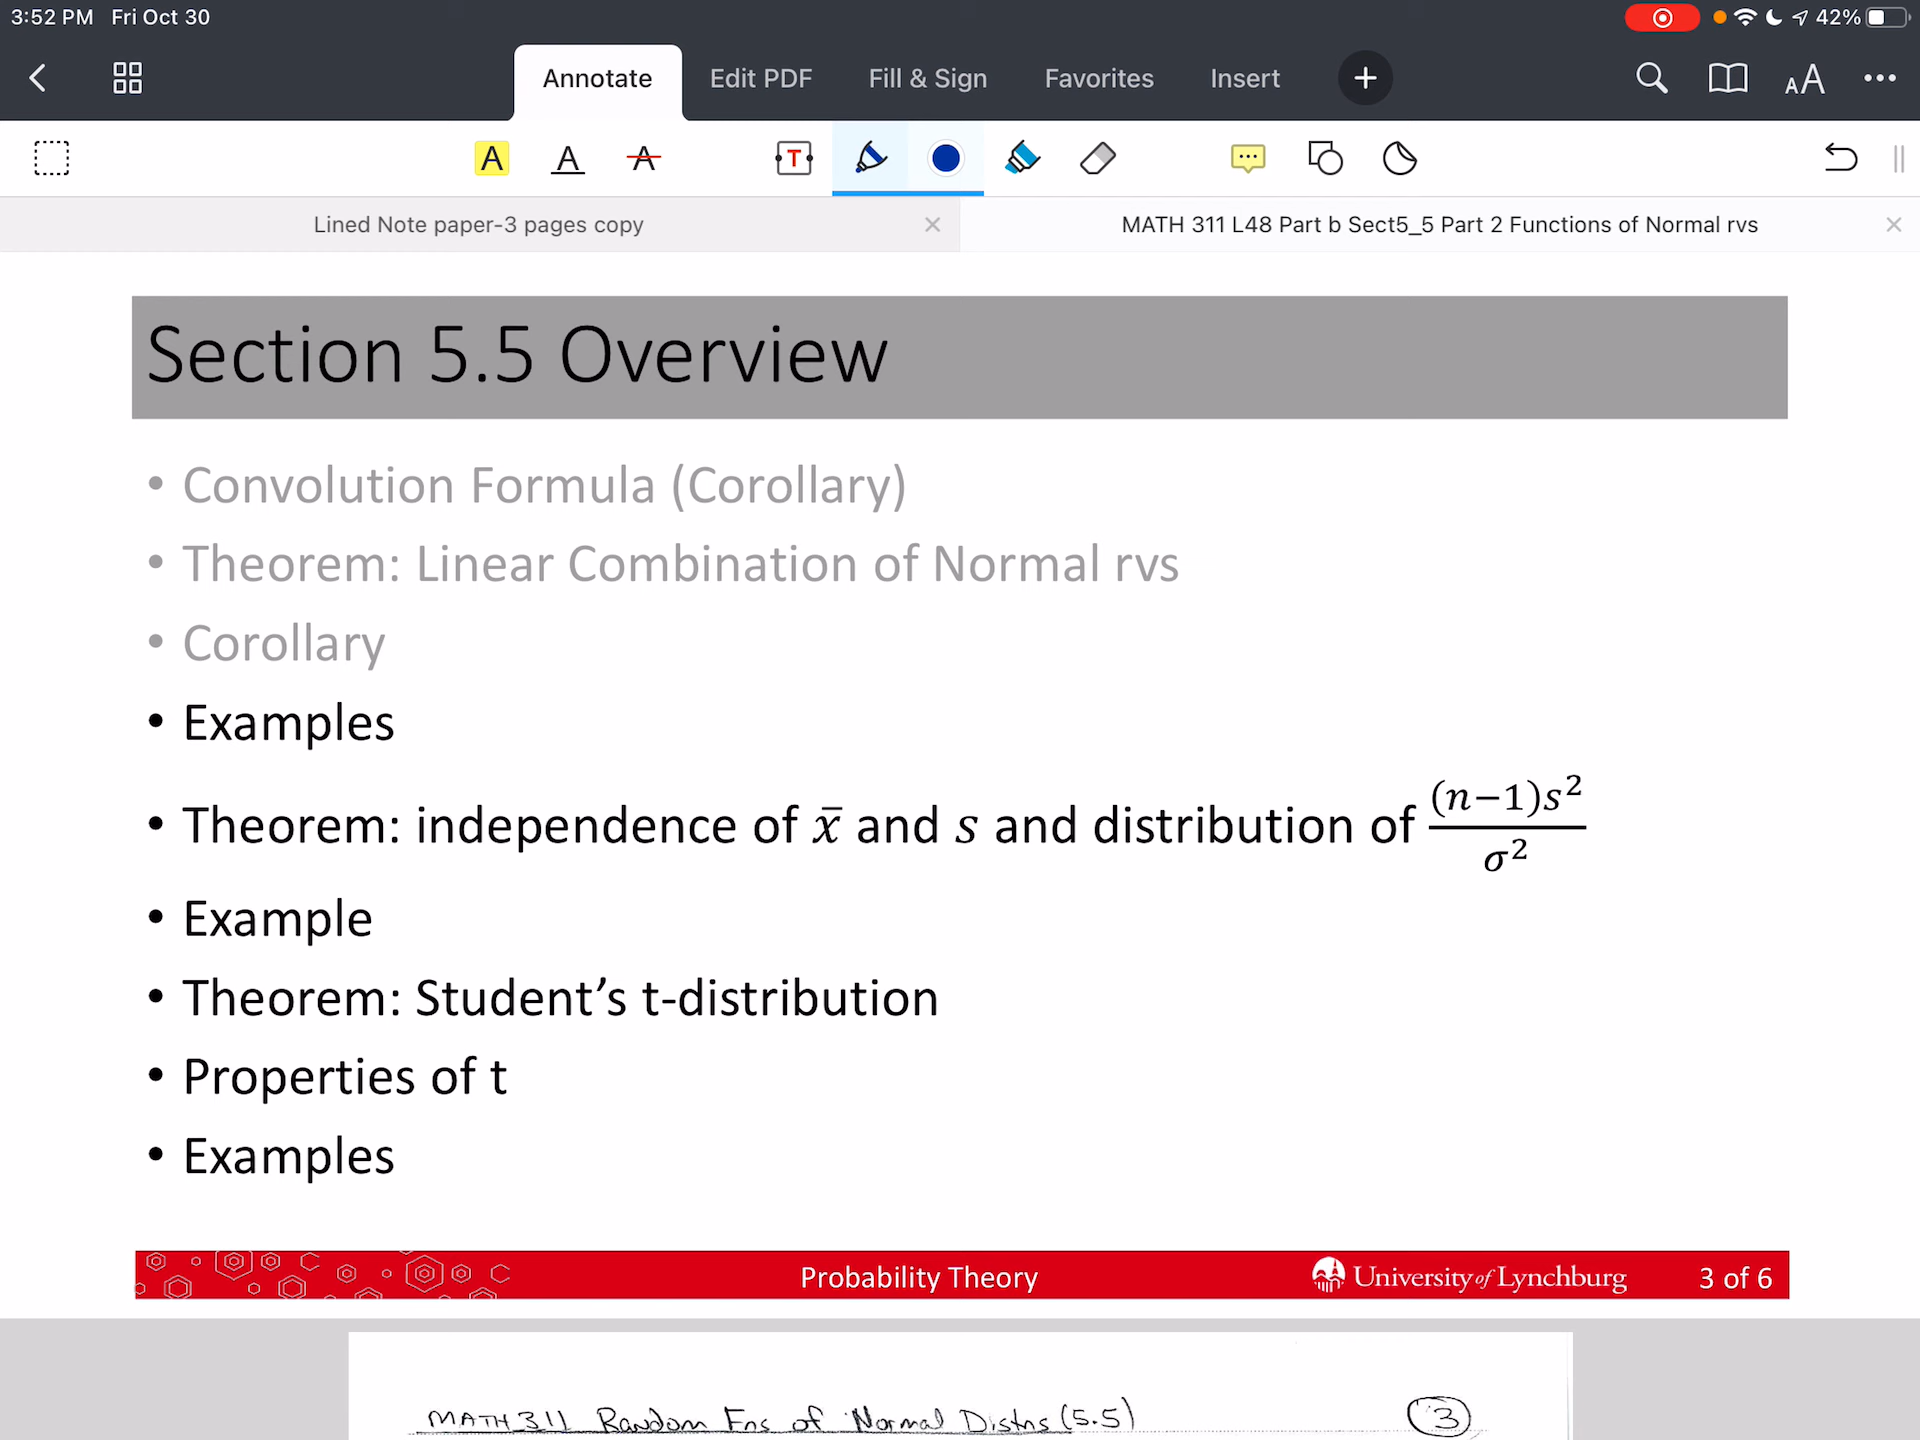 3:52 PM Fri Oct 30 42%
Annotate Edit PDF Fill & Sign Favorites Insert AA
A A A T
Lined Note paper-3 pages copy MATH 311 L48 Part b Sect5_5 Part 2 Functions of Normal rvs
Section 5.5 Overview
• Convolution Formula (Corollary)
• Theorem: Linear Combination of Normal rvs
• Corollary
• Examples
• Theorem: independence of x̄ and s and distribution of (n−1)s²/σ²
• Example
• Theorem: Student’s t-distribution
• Properties of t
• Examples
Probability Theory University of Lynchburg 3 of 6
MATH 311 Random Fns of Normal Distns (5.5) 3